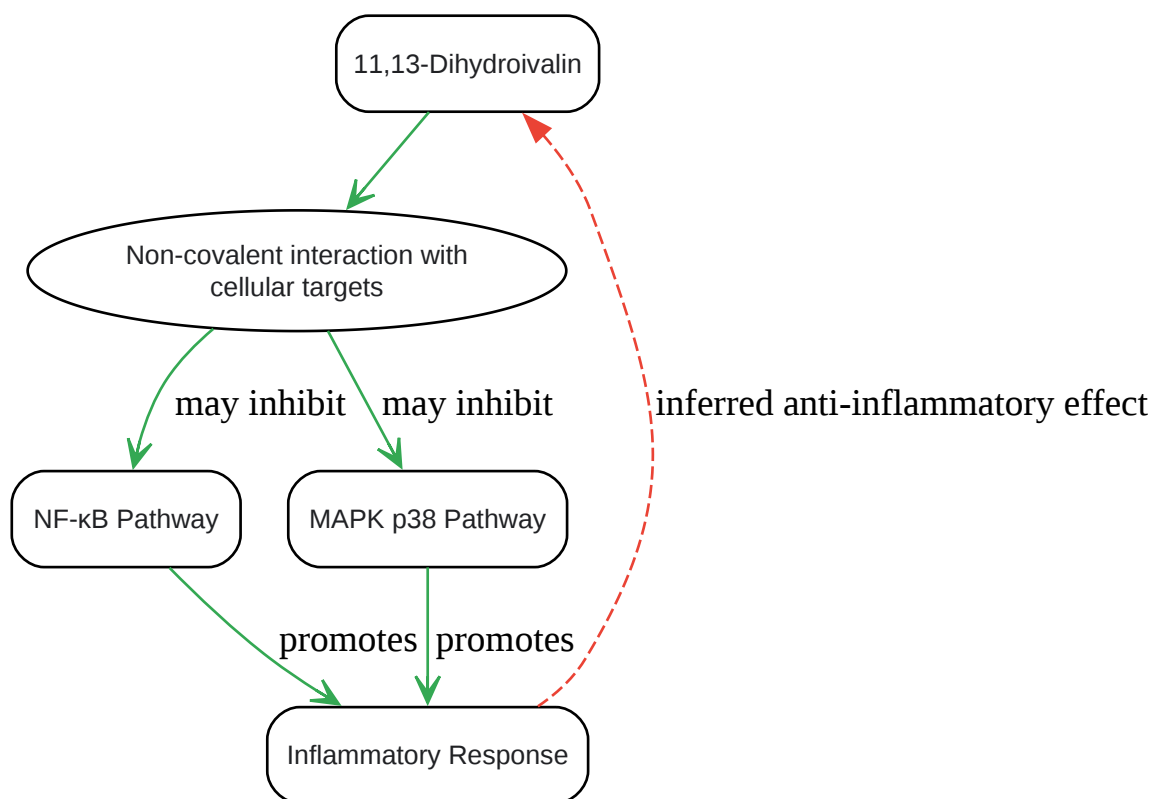 11,13-Dihydroivalin
Non-covalent interaction with
cellular targets
may inhibit
may inhibit
inferred anti-inflammatory effect
NF-κB Pathway
MAPK p38 Pathway
promotes
promotes
Inflammatory Response